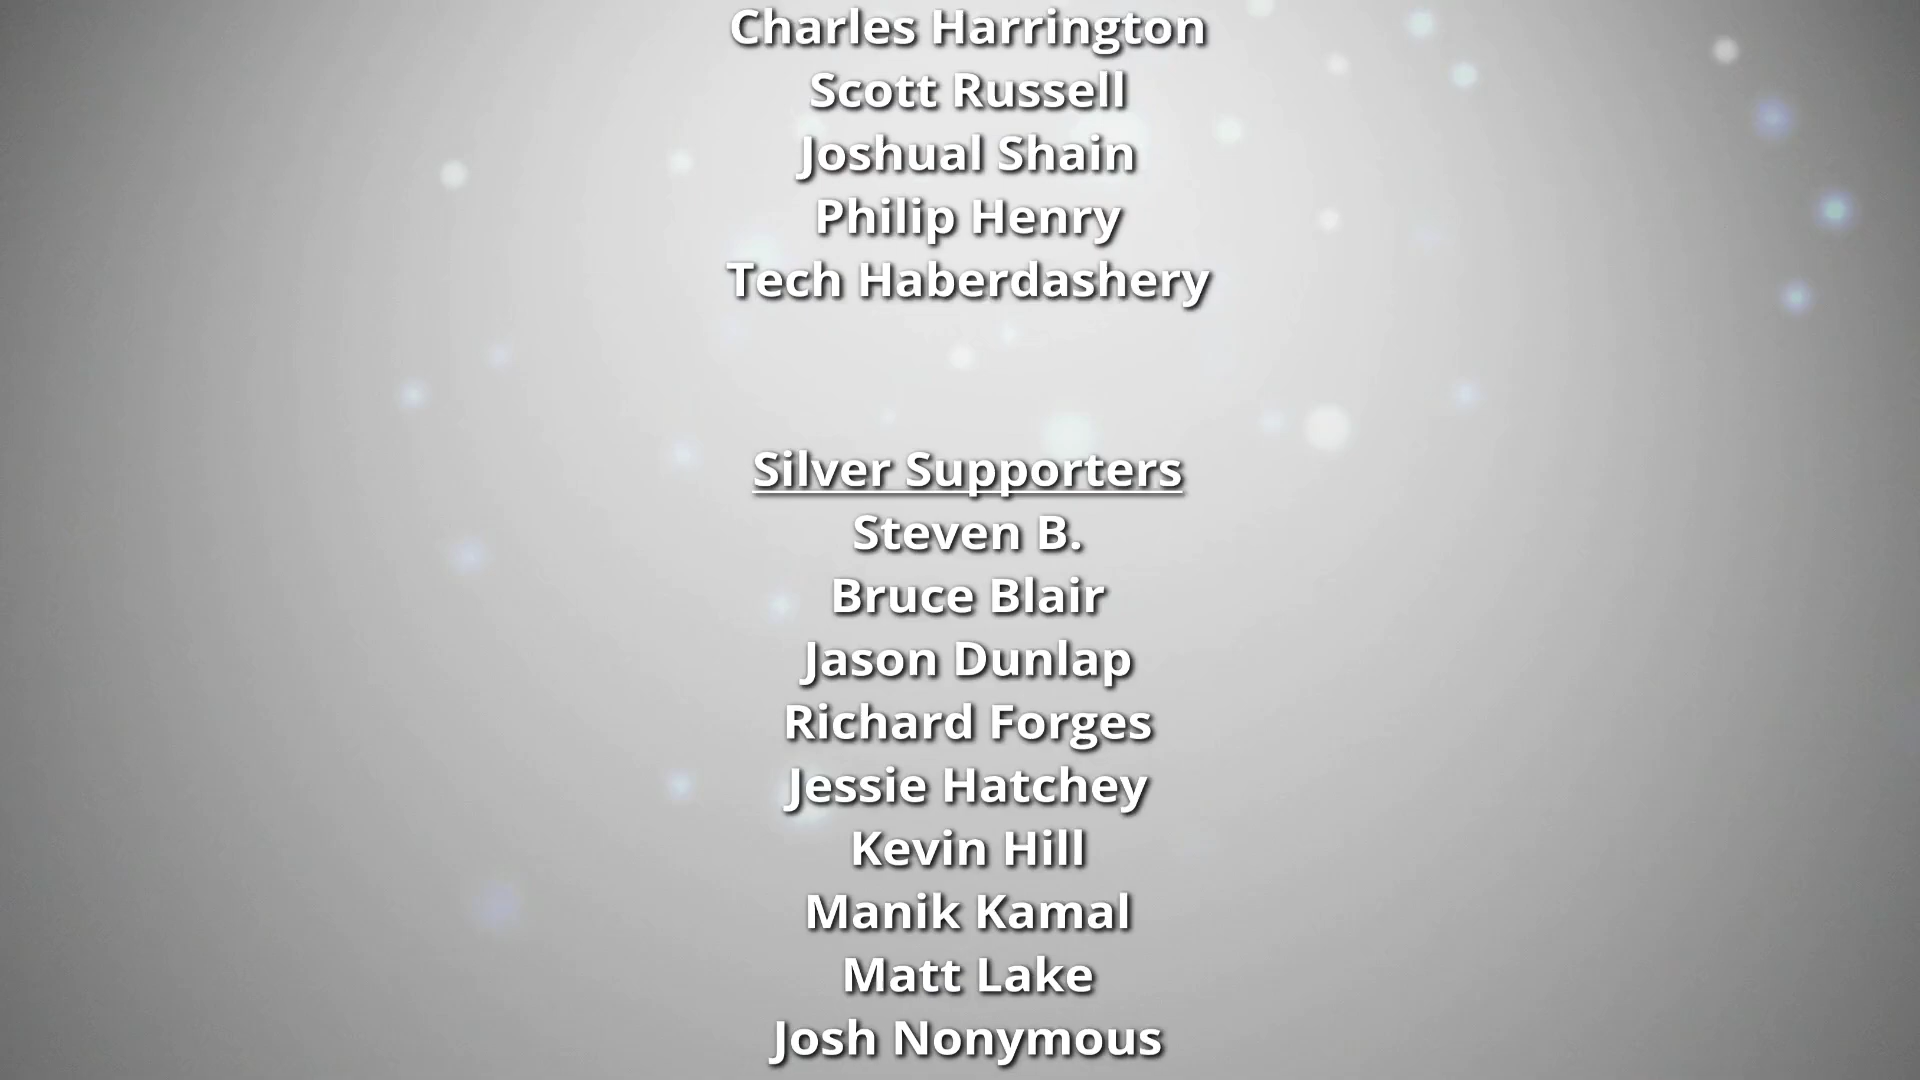 Charles Harrington
Scott Russell
Joshual Shain
Philip Henry
Tech Haberdashery
Silver Supporters
Steven B.
Bruce Blair
Jason Dunlap
Richard Forges
Jessie Hatchey
Kevin Hill
Manik Kamal
Matt Lake
Josh Nonymous